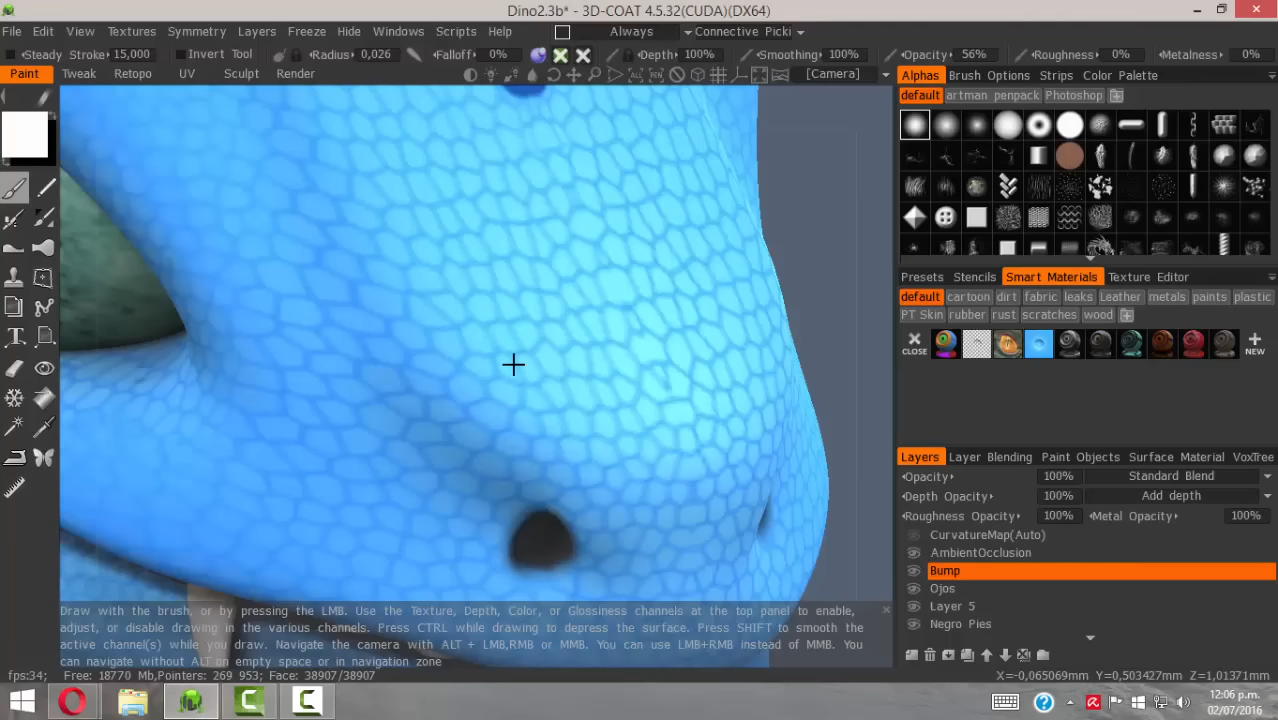 Dino2.3b* - 3D-COAT 4.5.32(CUDA)(DX64)
File Edit View Textures Symmetry Layers Freeze Hide Windows Scripts Help Always Connective Picki
Steady Stroke 15,000 Invert Tool Radius 0,026 Falloff 0% Depth 100% Smoothing 100% Opacity 56% Roughness 0% Metalness 0%
Paint Tweak Retopo UV Sculpt Render [Camera]
Alphas Brush Options Strips Color Palette
default artman penpack Photoshop
Presets Stencils Smart Materials Texture Editor
default cartoon dirt fabric leaks Leather metals paints plastic
PT Skin rubber rust scratches wood
CLOSE NEW
Layers Layer Blending Paint Objects Surface Material VoxTree
Opacity 100% Standard Blend
Depth Opacity 100% Add depth
Roughness Opacity 100% Metal Opacity 100%
CurvatureMap(Auto)
AmbientOcclusion
Bump
Ojos
Layer 5
Negro Pies
Draw with the brush, or by pressing the LMB. Use the Texture, Depth, Color, or Glossiness channels at the top panel to enable,
adjust, or disable drawing in the various channels. Press CTRL while drawing to depress the surface. Press SHIFT to smooth the
active channel(s) while you draw. Navigate the camera with ALT + LMB,RMB or MMB. You can use LMB+RMB instead of MMB. You
can navigate without ALT on empty space or in navigation zone
fps:34; Free: 18770 Mb,Pointers: 269 953; Face: 38907/38907
X=-0,065069mm Y=0,503427mm Z=1,01371mm
12:06 p.m.
02/07/2016